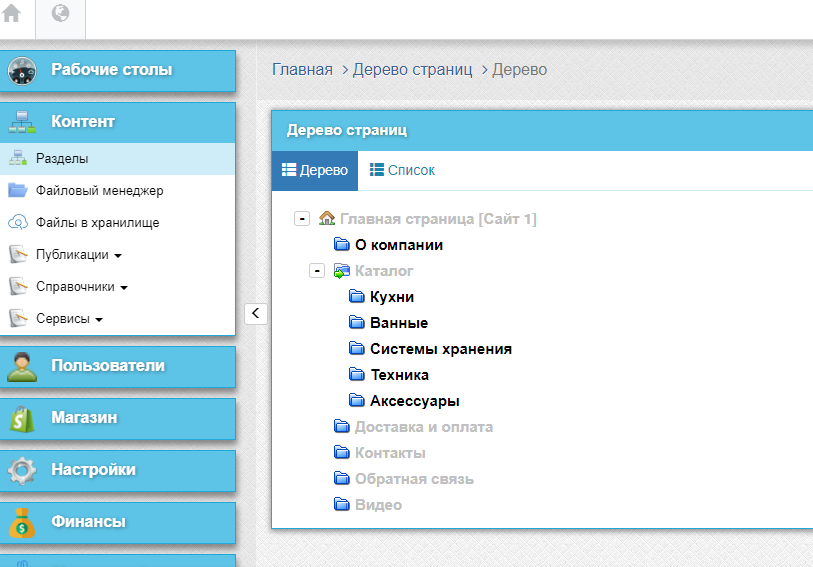 Рабочие столы
Контент
Разделы
Файловый менеджер
Файлы в хранилище
Публикации
Справочники
Сервисы
Пользователи
Магазин
Настройки
Финансы
Главная > Дерево страниц > Дерево
Дерево страниц
Дерево Список
Главная страница [Сайт 1]
О компании
Каталог
Кухни
Ванные
Системы хранения
Техника
Аксессуары
Доставка и оплата
Контакты
Обратная связь
Видео